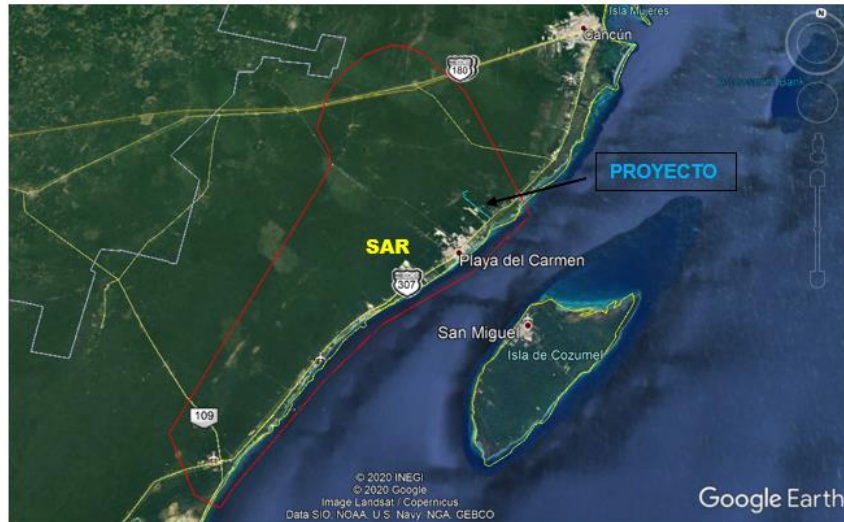 Isla Mujeres
Cancún
180
N
PROYECTO
SAR
Playa del Carmen
307
San Miguel
Isla de Cozumel
109
© 2020 INEGI
© 2020 Google
Image Landsat / Copernicus
Data SIO, NOAA, U.S. Navy, NGA, GEBCO
Google Earth